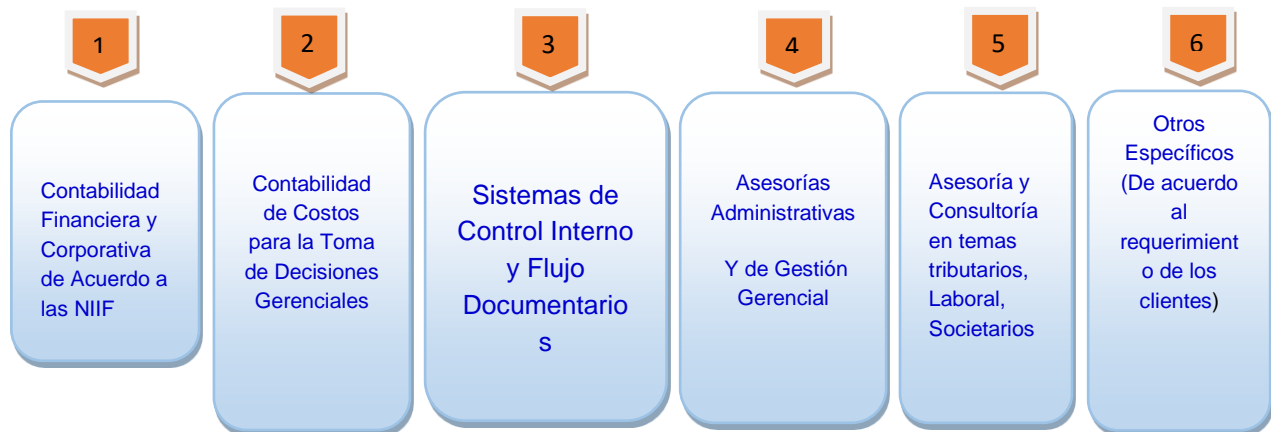 1
Contabilidad
Financiera y
Corporativa
de Acuerdo a
las NIIF
2
Contabilidad
de Costos
para la Toma
de Decisiones
Gerenciales
3
Sistemas de
Control Interno
y Flujo
Documentario
s
4
Asesorías
Administrativas
Y de Gestión
Gerencial
5
Asesoría y
Consultoría
en temas
tributarios,
Laboral,
Societarios
6
Otros
Específicos
(De acuerdo
al
requerimient
o de los
clientes)